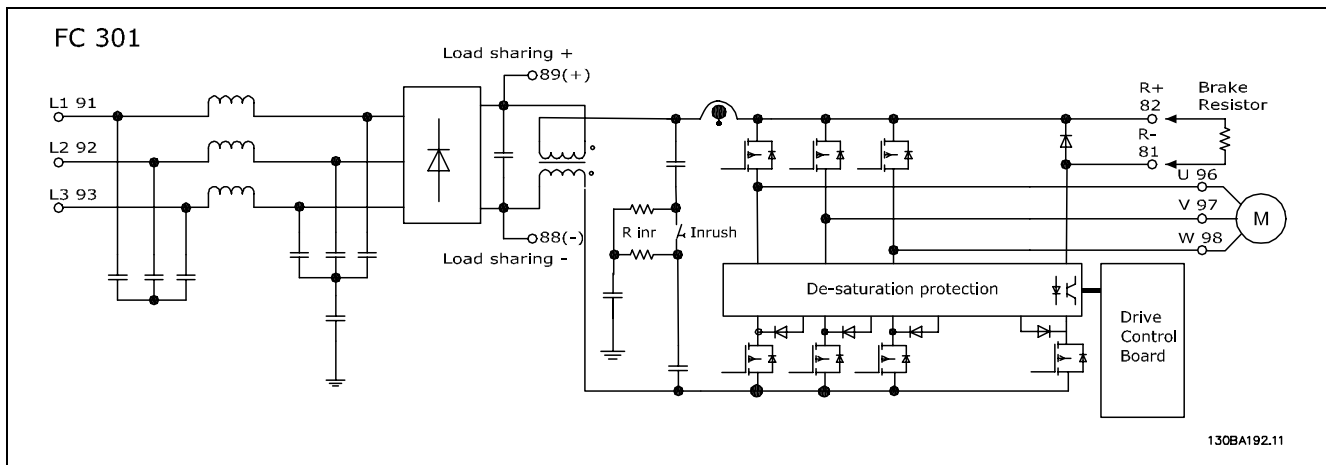 FC 301
Load sharing +
89(+)
R+
82
Brake
Resistor
L1 91
R-
81
L2 92
U 96
L3 93
V 97
M
R inr
Inrush
W 98
88(-)
Load sharing -
De-saturation protection
Drive
Control
Board
130BA192.11